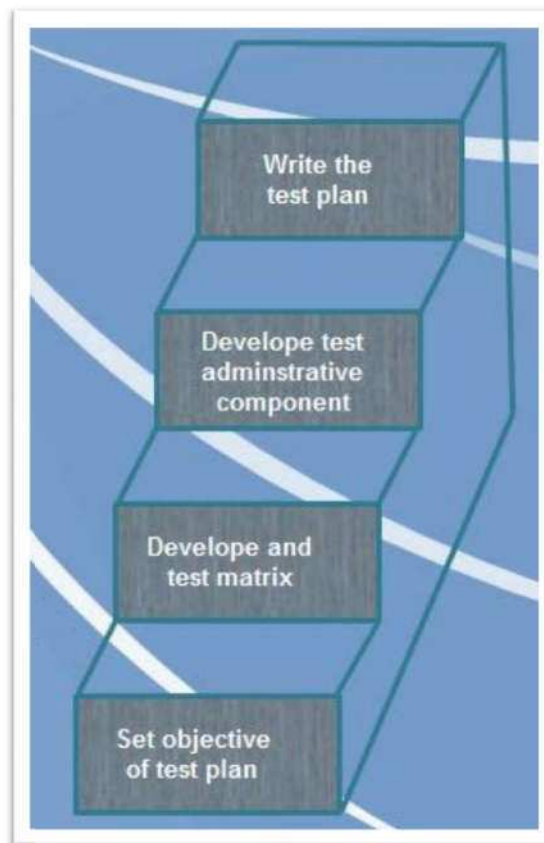 Write the
test plan
Develope test
adminstrative
component
Develope and
test matrix
Set objective
of test plan